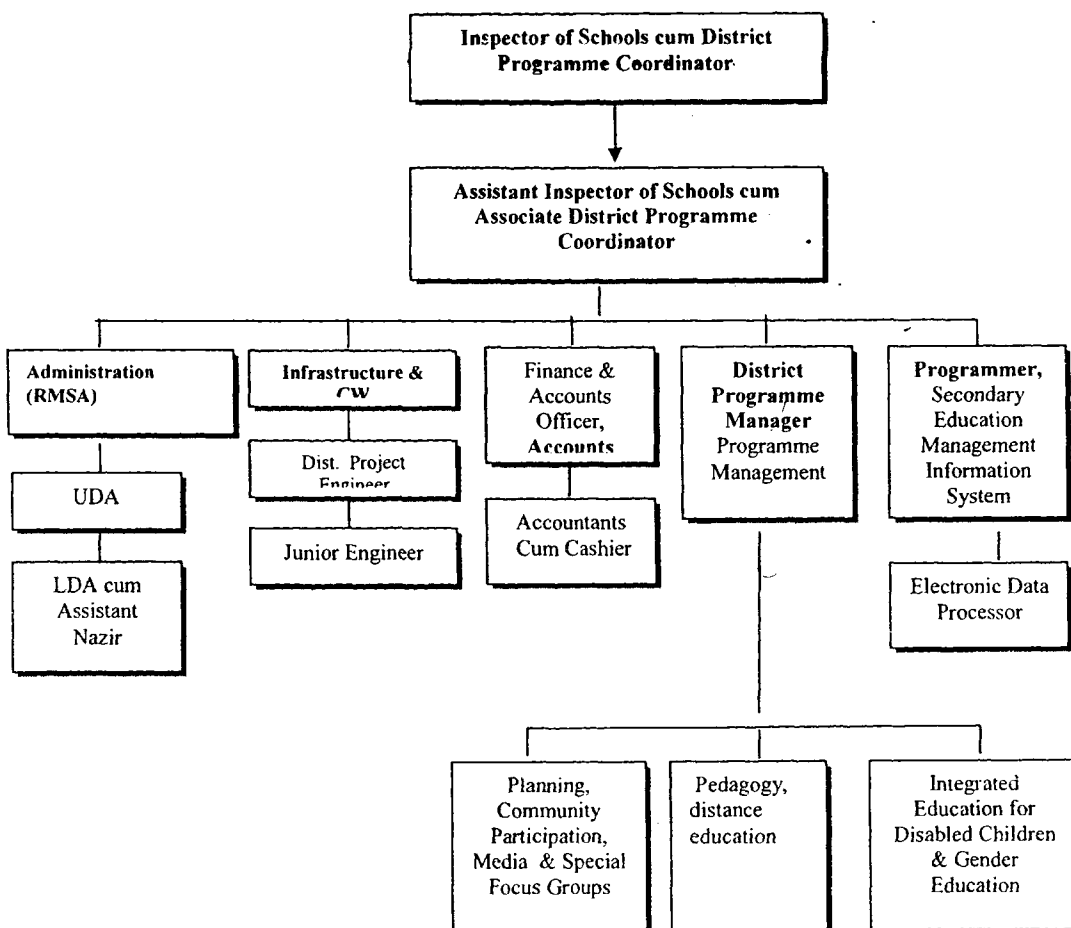 Inspector of Schools cum District
Programme Coordinator
Assistant Inspector of Schools cum
Associate District Programme
Coordinator
Administration
(RMSA)
UDA
LDA cum
Assistant
Nazir
Infrastructure &
CW
Dist. Project
Engineer
Junior Engineer
Finance &
Accounts
Officer,
Accounts
Accountants
Cum Cashier
District
Programme
Manager
Programme
Management
Programmer,
Secondary
Education
Management
Information
System
Electronic Data
Processor
Planning,
Community
Participation,
Media & Special
Focus Groups
Pedagogy,
distance
education
Integrated
Education for
Disabled Children
& Gender
Education